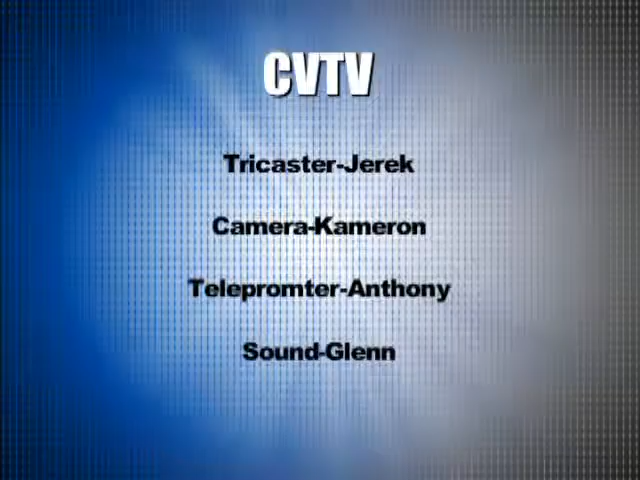 CVTV
Tricaster-Jerek
Camera-Kameron
Telepromter-Anthony
Sound-Glenn